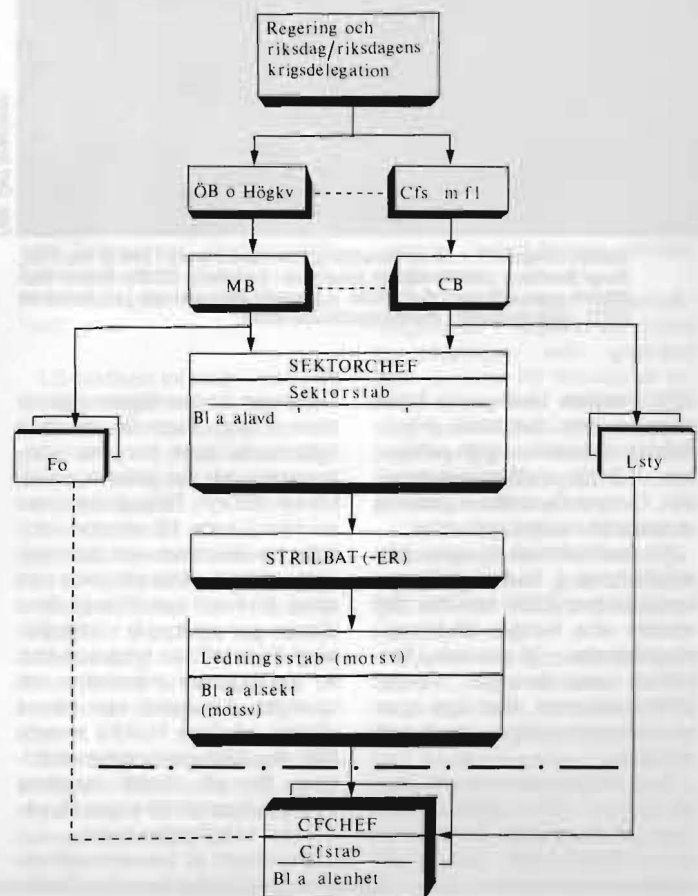 Regering och
riksdag/riksdagens
krigsdelegation
ÖB o Högkv
Cfs m fl
MB
CB
SEKTORCHEF
Sektorstab
Bl a alavd
Fo
Lsty
STRILBAT (-ER)
Ledningsstab (motsv)
Bl a alsekt
(motsv)
CFCHEF
Cfstab
Bl a alenhet